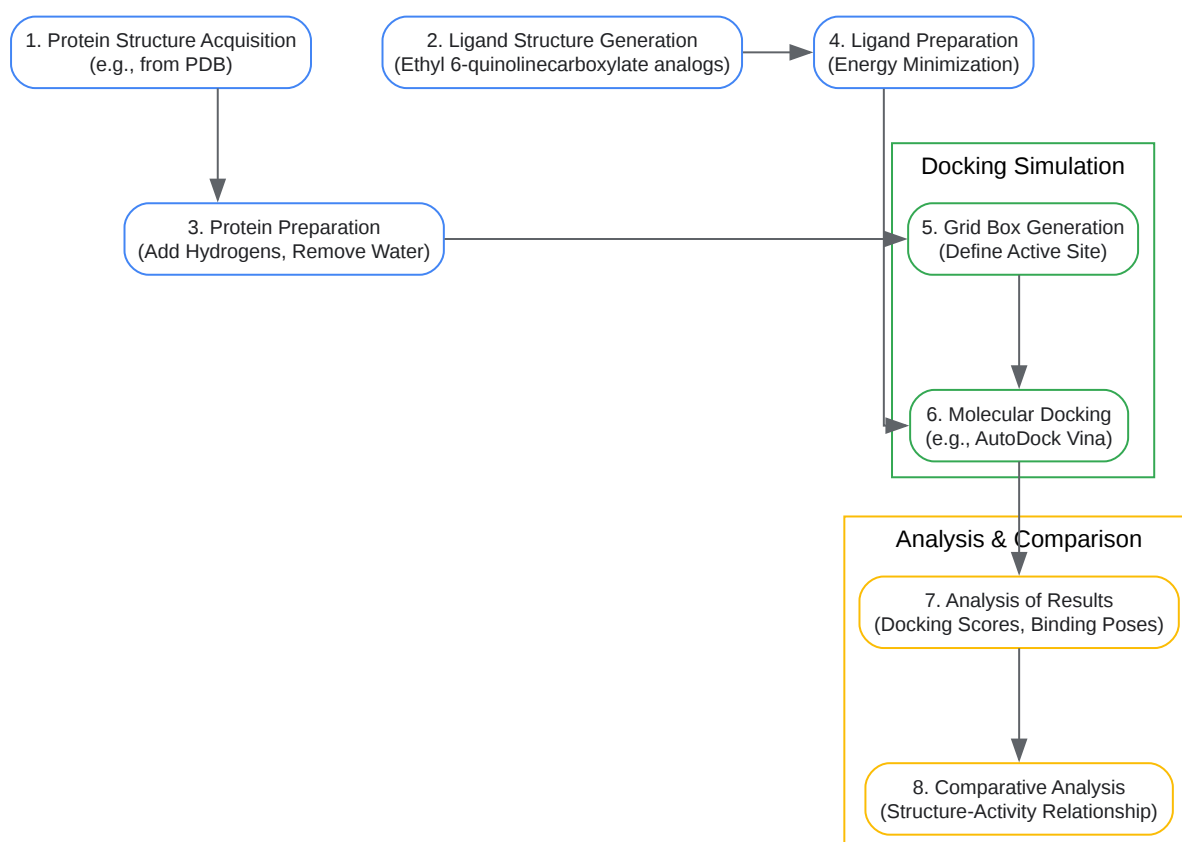 1. Protein Structure Acquisition
(e.g., from PDB)
2. Ligand Structure Generation
(Ethyl 6-quinolinecarboxylate analogs)
4. Ligand Preparation
(Energy Minimization)
Docking Simulation
3. Protein Preparation
(Add Hydrogens, Remove Water)
5. Grid Box Generation
(Define Active Site)
6. Molecular Docking
(e.g., AutoDock Vina)
Analysis & Comparison
7. Analysis of Results
(Docking Scores, Binding Poses)
8. Comparative Analysis
(Structure-Activity Relationship)